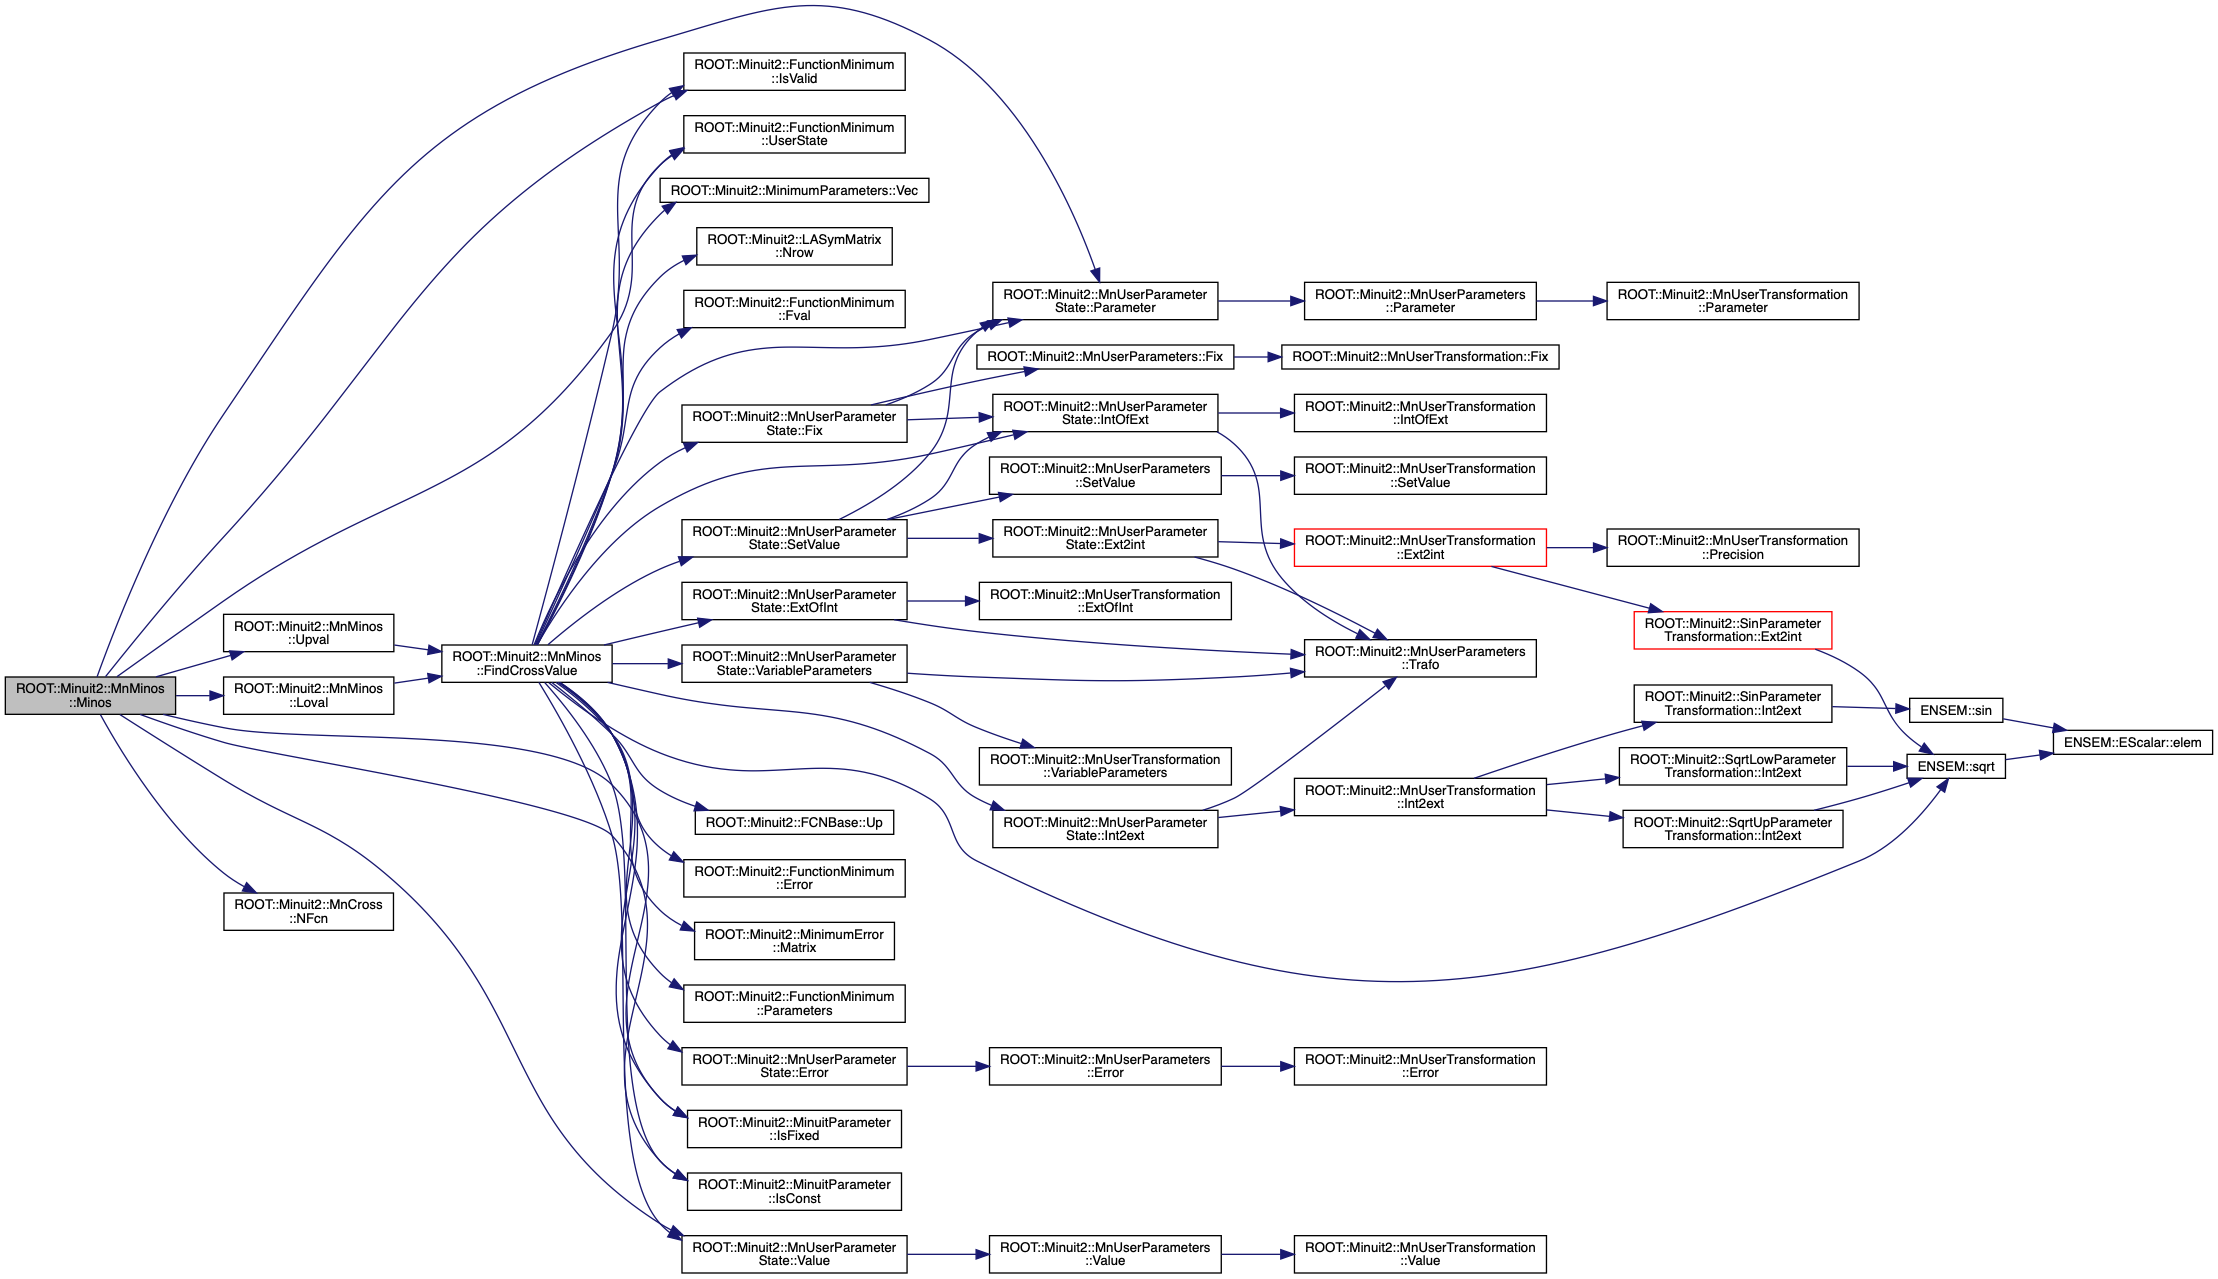 ROOT::Minuit2::MnMinos
::Minos
ROOT::Minuit2::MnMinos
::Upval
ROOT::Minuit2::MnMinos
::Loval
ROOT::Minuit2::MnCross
::NFcn
ROOT::Minuit2::MnMinos
::FindCrossValue
ROOT::Minuit2::FunctionMinimum
::IsValid
ROOT::Minuit2::FunctionMinimum
::UserState
ROOT::Minuit2::MinimumParameters::Vec
ROOT::Minuit2::LASymMatrix
::Nrow
ROOT::Minuit2::FunctionMinimum
::Fval
ROOT::Minuit2::MnUserParameter
State::Fix
ROOT::Minuit2::MnUserParameter
State::SetValue
ROOT::Minuit2::MnUserParameter
State::ExtOfInt
ROOT::Minuit2::MnUserParameter
State::VariableParameters
ROOT::Minuit2::FCNBase::Up
ROOT::Minuit2::FunctionMinimum
::Error
ROOT::Minuit2::MinimumError
::Matrix
ROOT::Minuit2::FunctionMinimum
::Parameters
ROOT::Minuit2::MnUserParameter
State::Error
ROOT::Minuit2::MinuitParameter
::IsFixed
ROOT::Minuit2::MinuitParameter
::IsConst
ROOT::Minuit2::MnUserParameter
State::Value
ROOT::Minuit2::MnUserParameter
State::Parameter
ROOT::Minuit2::MnUserParameters::Fix
ROOT::Minuit2::MnUserParameter
State::IntOfExt
ROOT::Minuit2::MnUserParameters
::SetValue
ROOT::Minuit2::MnUserParameter
State::Ext2int
ROOT::Minuit2::MnUserTransformation
::ExtOfInt
ROOT::Minuit2::MnUserTransformation
::VariableParameters
ROOT::Minuit2::MnUserParameter
State::Int2ext
ROOT::Minuit2::MnUserParameters
::Error
ROOT::Minuit2::MnUserParameters
::Value
ROOT::Minuit2::MnUserParameters
::Parameter
ROOT::Minuit2::MnUserTransformation::Fix
ROOT::Minuit2::MnUserTransformation
::IntOfExt
ROOT::Minuit2::MnUserTransformation
::SetValue
ROOT::Minuit2::MnUserTransformation
::Ext2int
ROOT::Minuit2::MnUserParameters
::Trafo
ROOT::Minuit2::MnUserTransformation
::Int2ext
ROOT::Minuit2::MnUserTransformation
::Error
ROOT::Minuit2::MnUserTransformation
::Value
ROOT::Minuit2::MnUserTransformation
::Parameter
ROOT::Minuit2::MnUserTransformation
::Precision
ROOT::Minuit2::SinParameter
Transformation::Ext2int
ROOT::Minuit2::SinParameter
Transformation::Int2ext
ROOT::Minuit2::SqrtLowParameter
Transformation::Int2ext
ROOT::Minuit2::SqrtUpParameter
Transformation::Int2ext
ENSEM::sin
ENSEM::sqrt
ENSEM::EScalar::elem